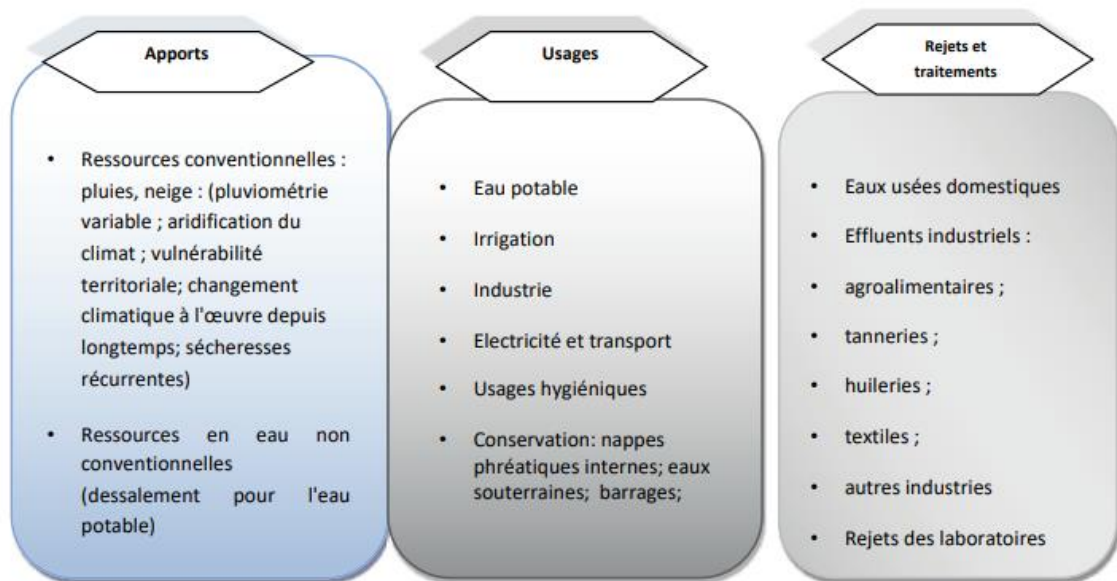 Apports
• Ressources conventionnelles :
pluies, neige : (pluviométrie
variable ; aridification du
climat ; vulnérabilité
territoriale; changement
climatique à l'œuvre depuis
longtemps; sécheresses
récurrentes)
• Ressources en eau non
conventionnelles
(dessalement pour l'eau
potable)
Usages
• Eau potable
• Irrigation
• Industrie
• Electricité et transport
• Usages hygiéniques
• Conservation: nappes
phréatiques internes; eaux
souterraines; barrages;
Rejets et
traitements
• Eaux usées domestiques
• Effluents industriels :
• agroalimentaires ;
• tanneries ;
• huileries ;
• textiles ;
• autres industries
• Rejets des laboratoires